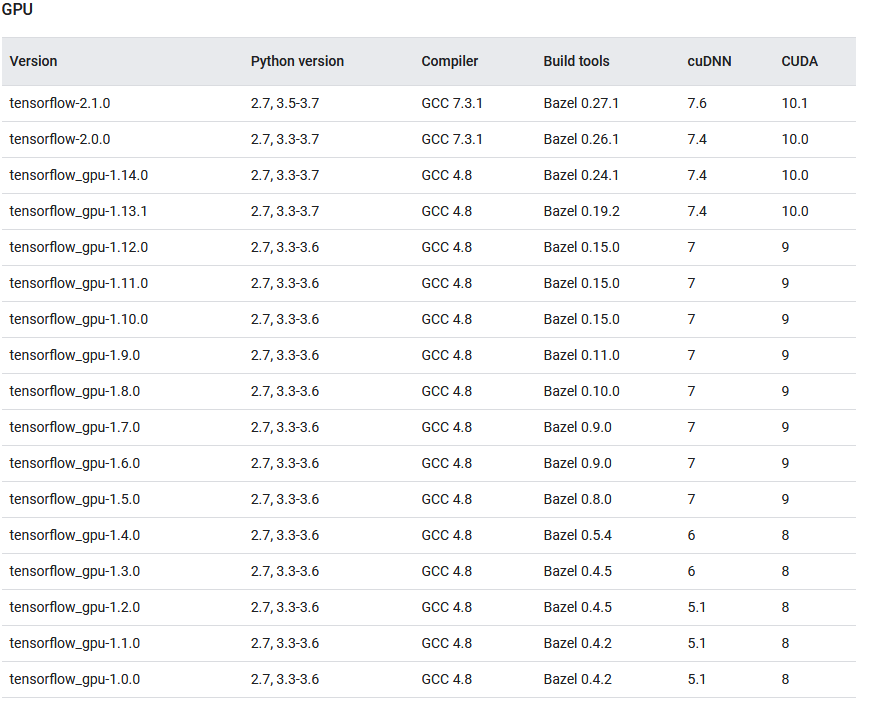 GPU
Version Python version Compiler Build tools cuDNN CUDA
tensorflow-2.1.0 2.7, 3.5-3.7 GCC 7.3.1 Bazel 0.27.1 7.6 10.1
tensorflow-2.0.0 2.7, 3.3-3.7 GCC 7.3.1 Bazel 0.26.1 7.4 10.0
tensorflow_gpu-1.14.0 2.7, 3.3-3.7 GCC 4.8 Bazel 0.24.1 7.4 10.0
tensorflow_gpu-1.13.1 2.7, 3.3-3.7 GCC 4.8 Bazel 0.19.2 7.4 10.0
tensorflow_gpu-1.12.0 2.7, 3.3-3.6 GCC 4.8 Bazel 0.15.0 7 9
tensorflow_gpu-1.11.0 2.7, 3.3-3.6 GCC 4.8 Bazel 0.15.0 7 9
tensorflow_gpu-1.10.0 2.7, 3.3-3.6 GCC 4.8 Bazel 0.15.0 7 9
tensorflow_gpu-1.9.0 2.7, 3.3-3.6 GCC 4.8 Bazel 0.11.0 7 9
tensorflow_gpu-1.8.0 2.7, 3.3-3.6 GCC 4.8 Bazel 0.10.0 7 9
tensorflow_gpu-1.7.0 2.7, 3.3-3.6 GCC 4.8 Bazel 0.9.0 7 9
tensorflow_gpu-1.6.0 2.7, 3.3-3.6 GCC 4.8 Bazel 0.9.0 7 9
tensorflow_gpu-1.5.0 2.7, 3.3-3.6 GCC 4.8 Bazel 0.8.0 7 9
tensorflow_gpu-1.4.0 2.7, 3.3-3.6 GCC 4.8 Bazel 0.5.4 6 8
tensorflow_gpu-1.3.0 2.7, 3.3-3.6 GCC 4.8 Bazel 0.4.5 6 8
tensorflow_gpu-1.2.0 2.7, 3.3-3.6 GCC 4.8 Bazel 0.4.5 5.1 8
tensorflow_gpu-1.1.0 2.7, 3.3-3.6 GCC 4.8 Bazel 0.4.2 5.1 8
tensorflow_gpu-1.0.0 2.7, 3.3-3.6 GCC 4.8 Bazel 0.4.2 5.1 8